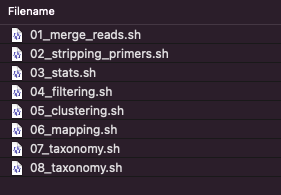 Filename
01_merge_reads.sh
02_stripping_primers.sh
03_stats.sh
04_filtering.sh
05_clustering.sh
06_mapping.sh
07_taxonomy.sh
08_taxonomy.sh